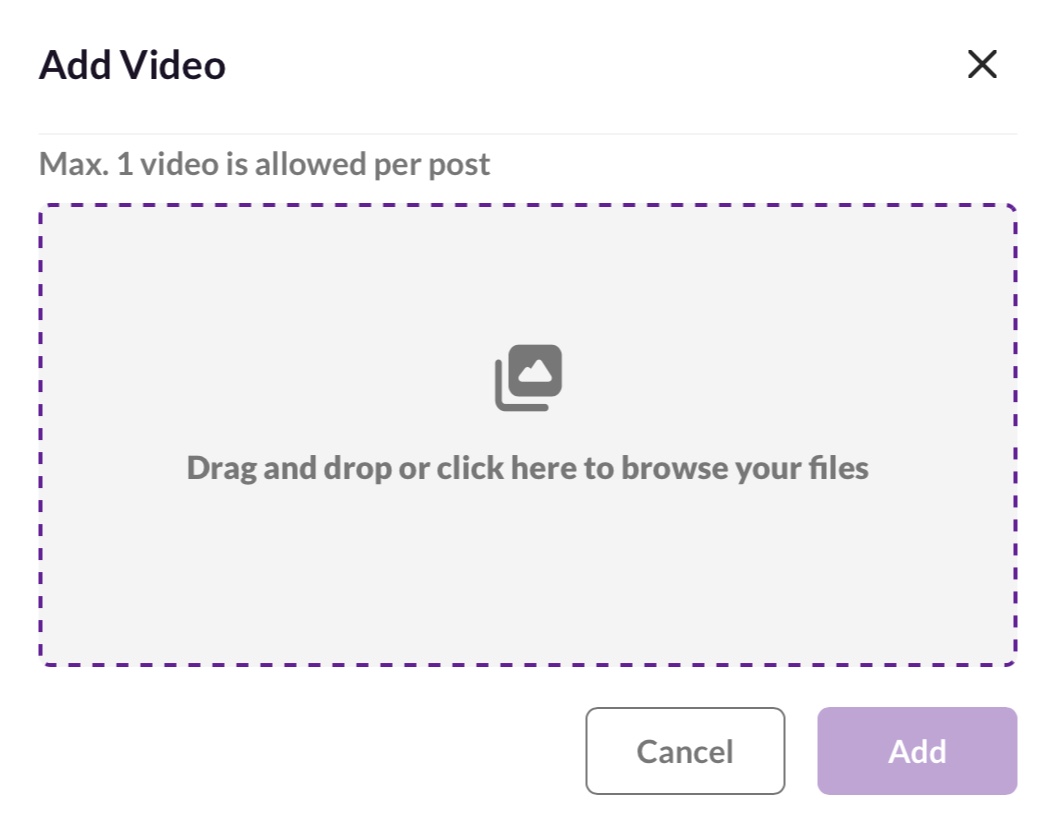 Add Video
Max. 1 video is allowed per post
Drag and drop or click here to browse your files
Cancel
Add